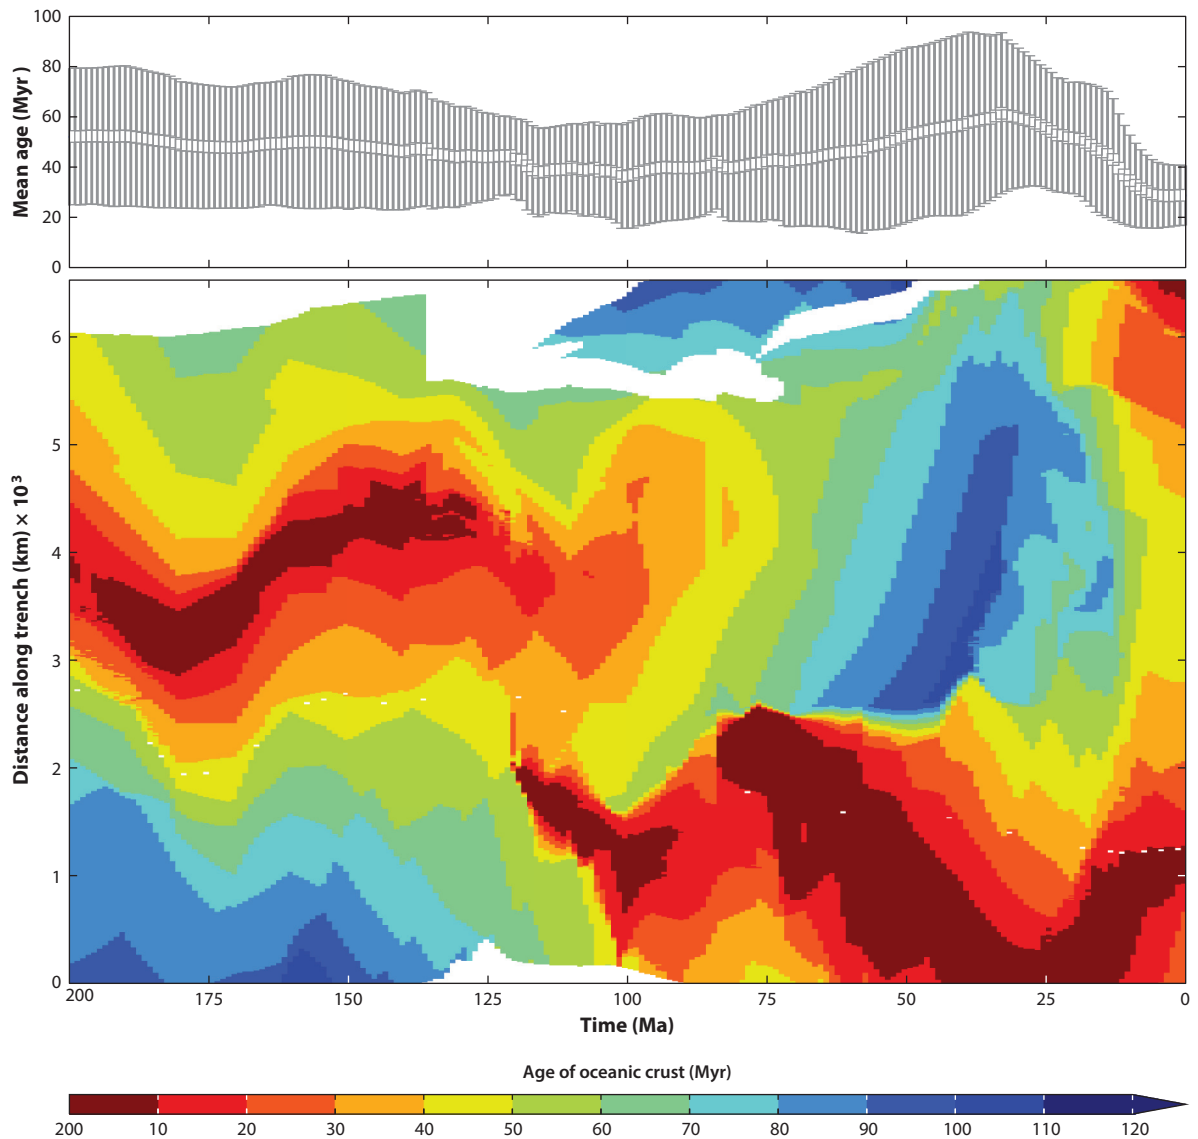 100
80
60
40
20
0
Mean age (Myr )
6
5
4
3
2
1
0
Distance along trench (km) × 10³
200 175 150 125 100 75 50 25 0
Time (Ma)
Age of oceanic crust (Myr)
200 10 20 30 40 50 60 70 80 90 100 110 120